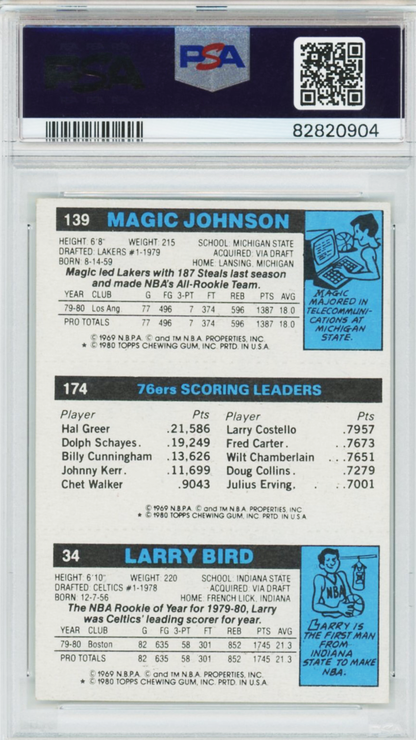 PSA
82820904
139 MAGIC JOHNSON
HEIGHT: 6'8" WEIGHT: 215 SCHOOL: MICHIGAN STATE
DRAFTED: LAKERS #1-1979 ACQUIRED: VIA DRAFT
BORN: 8-14-59 HOME: LANSING, MICHIGAN
Magic led Lakers with 187 Steals last season
and made NBA's All-Rookie Team.
YEAR CLUB G FG 3-PT FT REB PTS AVG
79-80 Los Ang 77 496 7 374 596 1387 18.0
PRO TOTALS 77 496 7 374 596 1387 18.0
© 1969 N.B.P.A. © and TM N.B.A. PROPERTIES, INC.
* © 1980 TOPPS CHEWING GUM, INC. PRTD. IN U.S.A.
MAGIC
MAJORED IN
TELECOMMUNI-
CATIONS AT
MICHIGAN
STATE.
174 76ers SCORING LEADERS
Player Pts Player Pts
Hal Greer .21,586 Larry Costello .7957
Dolph Schayes. .19,249 Fred Carter. .7673
Billy Cunningham .13,626 Wilt Chamberlain . . .7651
Johnny Kerr. .11,699 Doug Collins. .7279
Chet Walker .9043 Julius Erving. . . .7001
© 1969 N.B.P.A. © and TM N.B.A. PROPERTIES, INC
* © 1980 TOPPS CHEWING GUM, INC PRTD IN U.S.A
34 LARRY BIRD
HEIGHT: 6'10" WEIGHT: 220 SCHOOL: INDIANA STATE
DRAFTED: CELTICS #1-1978 ACQUIRED: VIA DRAFT
BORN: 12-7-56 HOME: FRENCH LICK, INDIANA
The NBA Rookie of Year for 1979-80, Larry
was Celtics' leading scorer for year.
YEAR CLUB G FG 3-PT FT REB PTS AVG
79-80 Boston 82 635 58 301 852 1745 21.3
PRO TOTALS 82 635 58 301 852 1745 21.3
© 1969 N.B.P.A. © and TM N.B.A. PROPERTIES, INC.
* © 1980 TOPPS CHEWING GUM, INC. PRTD. IN U.S.A.
NBA
LARRY IS
THE FIRST MAN
FROM
INDIANA
STATE TO MAKE
NBA.